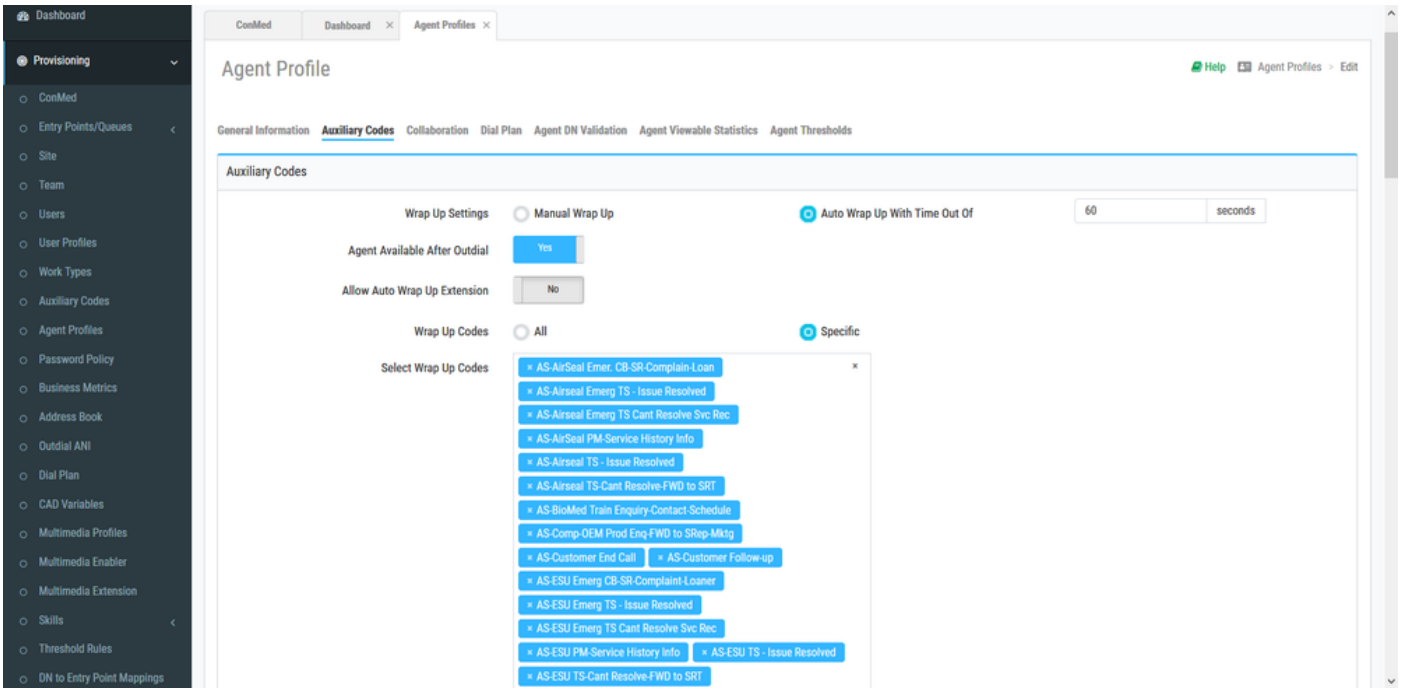 Dashboard
Provisioning
ConMed
Entry Points/Queues
Site
Team
Users
User Profiles
Work Types
Auxiliary Codes
Agent Profiles
Password Policy
Business Metrics
Address Book
Outdial ANI
Dial Plan
CAD Variables
Multimedia Profiles
Multimedia Enabler
Multimedia Extension
Skills
Threshold Rules
DN to Entry Point Mappings
ConMed Dashboard × Agent Profiles ×
Agent Profile
Help Agent Profiles > Edit
General Information Auxiliary Codes Collaboration Dial Plan Agent DN Validation Agent Viewable Statistics Agent Thresholds
Auxiliary Codes
Wrap Up Settings Manual Wrap Up Auto Wrap Up With Time Out Of 60 seconds
Agent Available After Outdial Yes
Allow Auto Wrap Up Extension No
Wrap Up Codes All Specific
Select Wrap Up Codes × AS-AirSeal Emer. CB-SR-Complain-Loan ×
× AS-Airseal Emerg TS - Issue Resolved
× AS-Airseal Emerg TS Cant Resolve Svc Rec
× AS-AirSeal PM-Service History Info
× AS-Airseal TS - Issue Resolved
× AS-Airseal TS-Cant Resolve-FWD to SRT
× AS-BioMed Train Enquiry-Contact-Schedule
× AS-Comp-OEM Prod Enq-FWD to SRep-Mktg
× AS-Customer End Call × AS-Customer Follow-up
× AS-ESU Emerg CB-SR-Complaint-Loaner
× AS-ESU Emerg TS - Issue Resolved
× AS-ESU Emerg TS Cant Resolve Svc Rec
× AS-ESU PM-Service History Info × AS-ESU TS - Issue Resolved
× AS-ESU TS-Cant Resolve-FWD to SRT